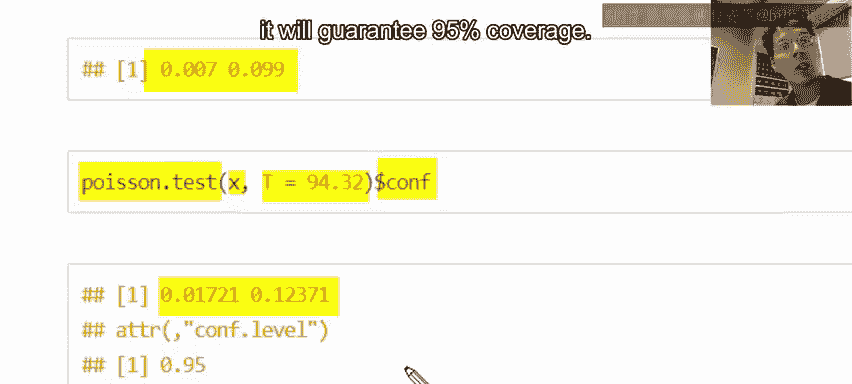 it will guarantee 95% coverage.
## [1] 0.007 0.099
poisson.test(x, T = 94.32)$conf
## [1] 0.01721 0.12371
## attr(,"conf.level")
## [1] 0.95